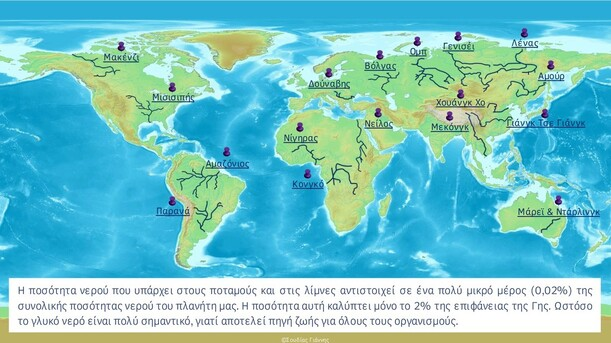 Μακένζι
Μισισιπής
Αμαζόνιος
Παρανά
Δούναβης
Βόλγας
Ομπ
Γενισέι
Λένας
Αμούρ
Χουάνγκ Χο
Γιάνγκ Τσε Γιάνγκ
Μεκόνγκ
Νείλος
Νίγηρας
Κονγκό
Μάρεϊ & Ντάρλινγκ
Η ποσότητα νερού που υπάρχει στους ποταμούς και στις λίμνες αντιστοιχεί σε ένα πολύ μικρό μέρος (0,02%) της
συνολικής ποσότητας νερού του πλανήτη μας. Η ποσότητα αυτή καλύπτει μόνο το 2% της επιφάνειας της Γης. Ωστόσο
το γλυκό νερό είναι πολύ σημαντικό, γιατί αποτελεί πηγή ζωής για όλους τους οργανισμούς.